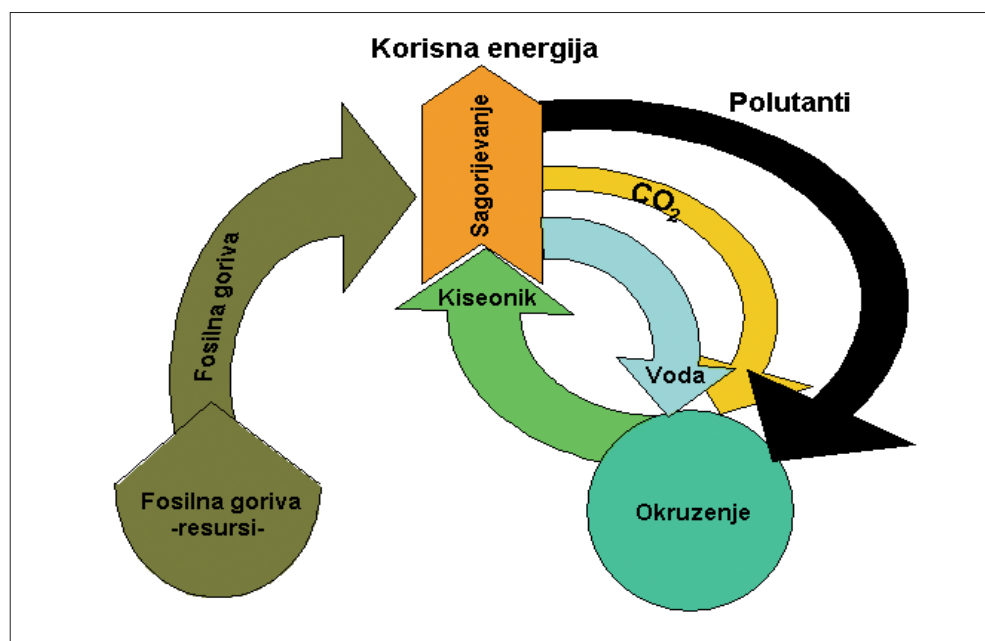 Korisna energija
Polutanti
Sagorijevanje
CO₂
Fosilna goriva
Kiseonik
Voda
Fosilna goriva
-resursi-
Okruzenje